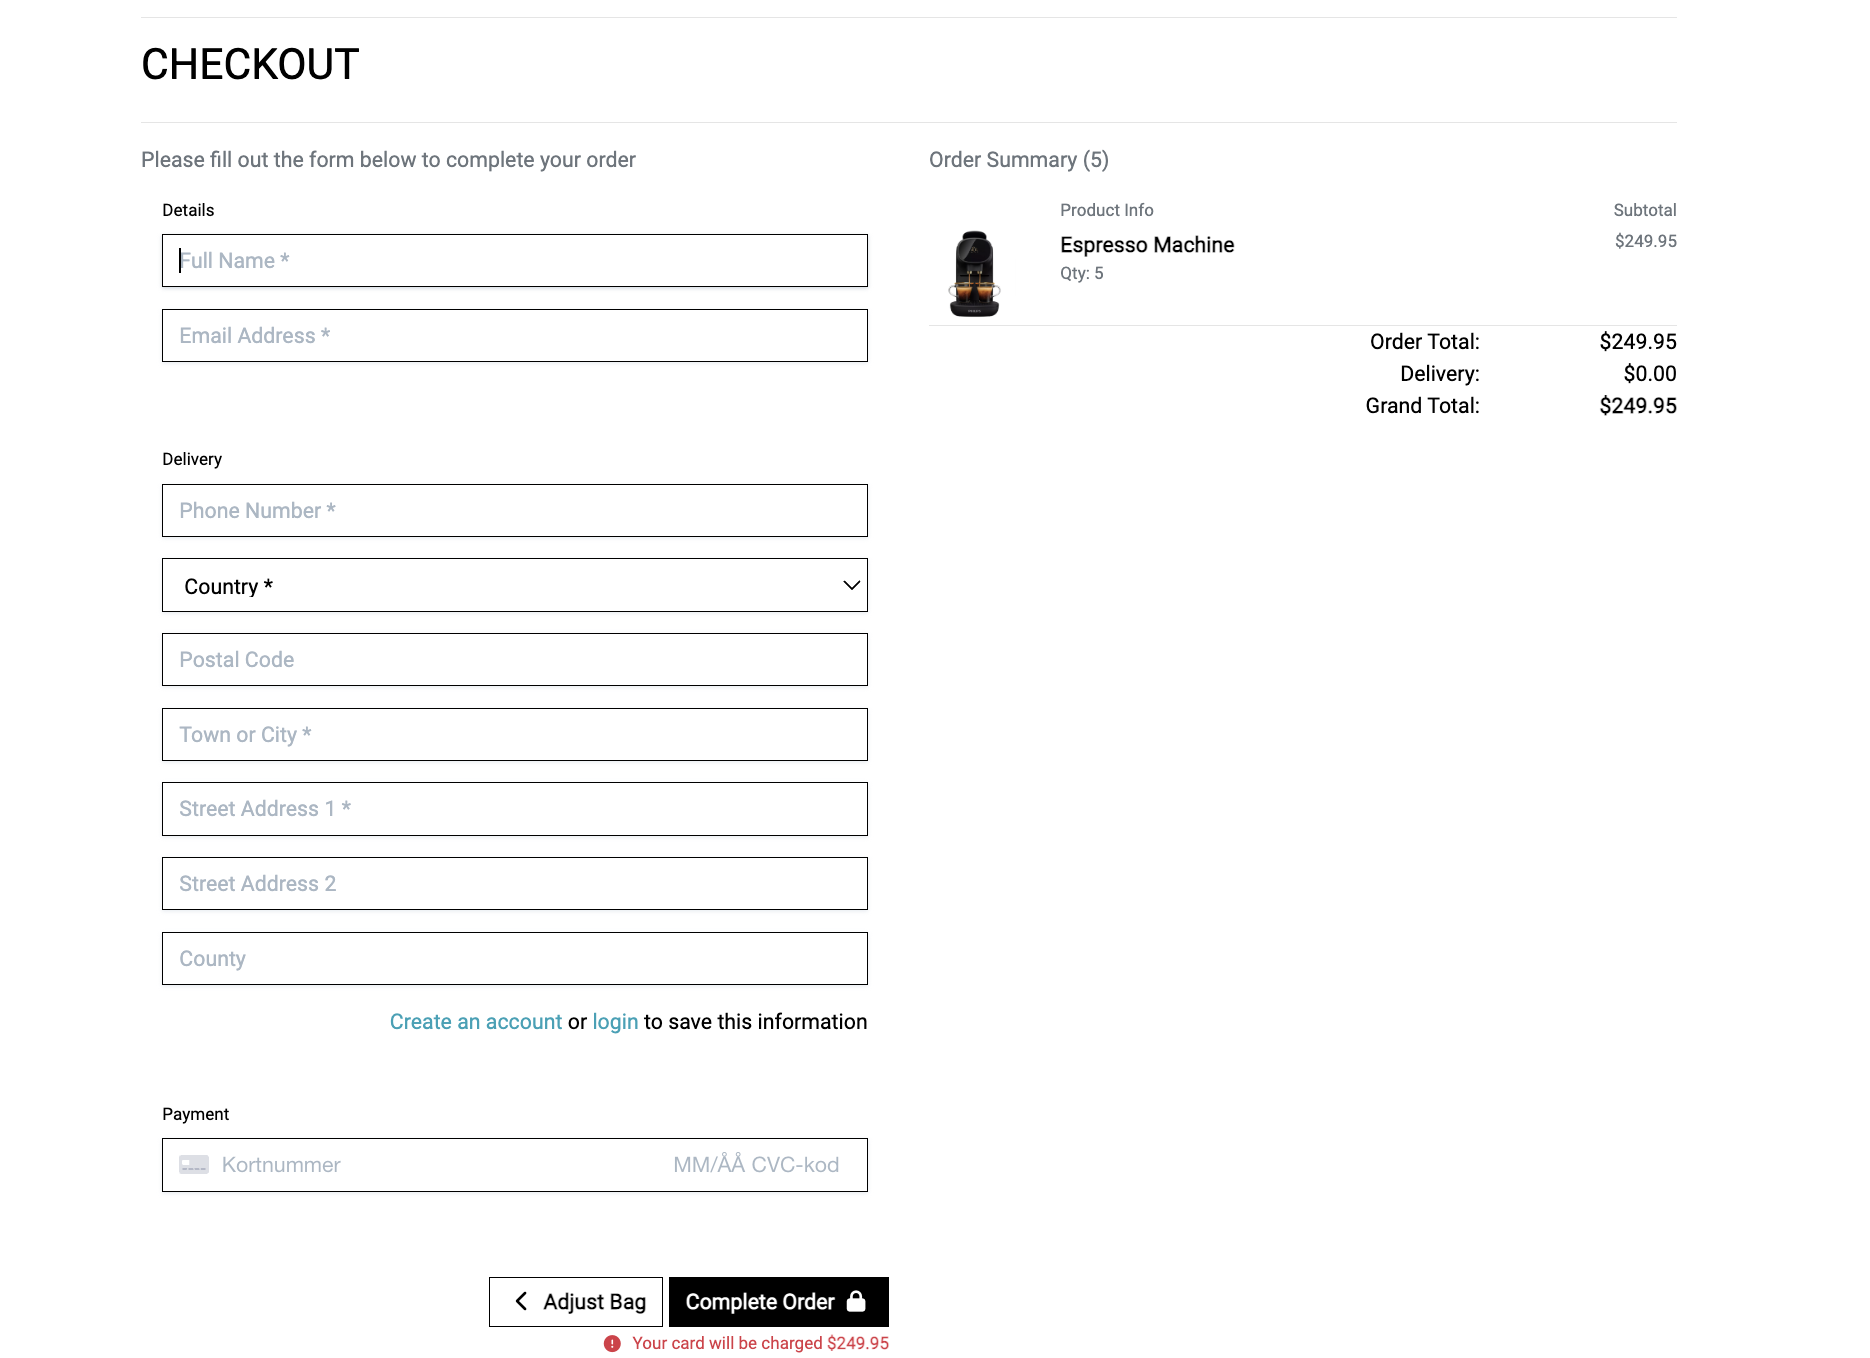 CHECKOUT
Please fill out the form below to complete your order
Details
Full Name *
Email Address *
Delivery
Phone Number *
Country *
Postal Code
Town or City *
Street Address 1 *
Street Address 2
County
Create an account or login to save this information
Payment
Kortnummer MM/ÅÅ CVC-kod
Adjust Bag
Complete Order
Your card will be charged $249.95
Order Summary (5)
Product Info Subtotal
Espresso Machine $249.95
Qty: 5
Order Total: $249.95
Delivery: $0.00
Grand Total: $249.95